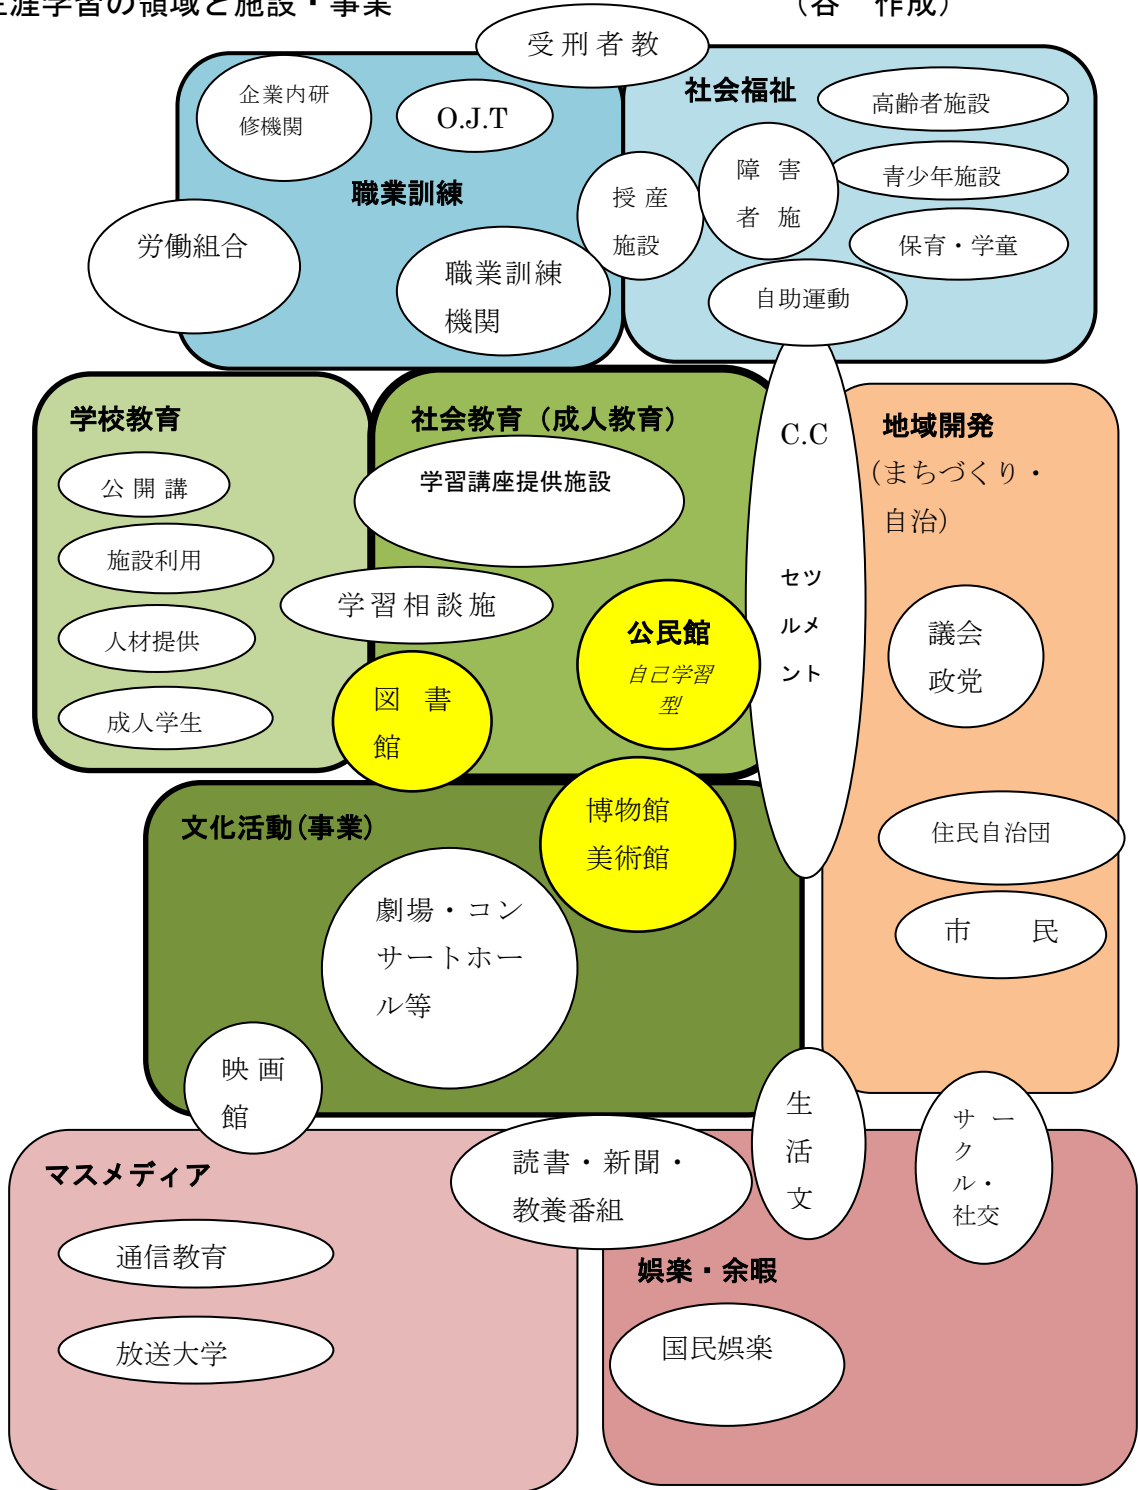 生涯学習の領域と施設・事業
（各　作成）
受刑者教
企業内研
修機関
O.J.T
職業訓練
労働組合
職業訓練
機関
社会福祉
高齢者施設
障害
者施
青少年施設
授産
施設
保育・学童
自助運動
学校教育
公開講
施設利用
人材提供
成人学生
社会教育（成人教育）
学習講座提供施設
学習相談施
公民館
自己学習
型
図書
館
C.C
セツ
ルメ
ント
地域開発
（まちづくり・
自治）
議会
政党
住民自治団
市　民
文化活動(事業)
博物館
美術館
劇場・コン
サートホー
ル等
映画
館
生
活
文
サー
ク
ル・
社交
マスメディア
読書・新聞・
教養番組
通信教育
放送大学
娯楽・余暇
国民娯楽